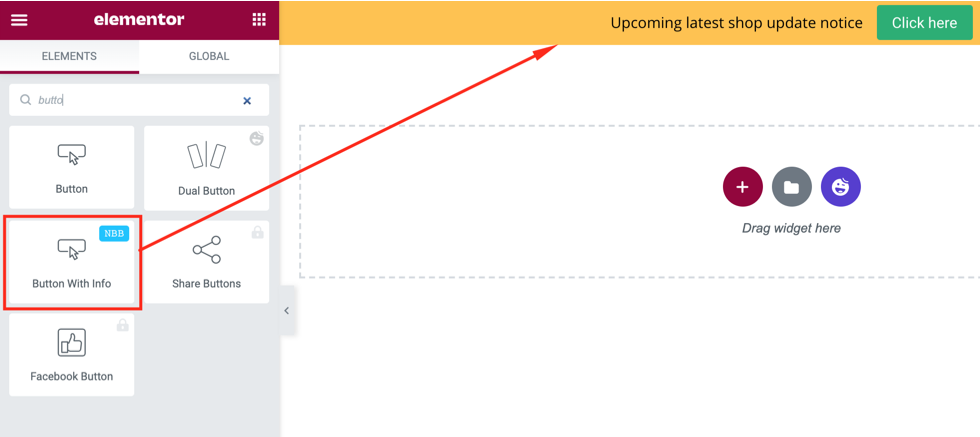 elementor
Upcoming latest shop update notice
Click here
ELEMENTS
GLOBAL
butto
Button
Dual Button
NBB
Button With Info
Share Buttons
Facebook Button
Drag widget here